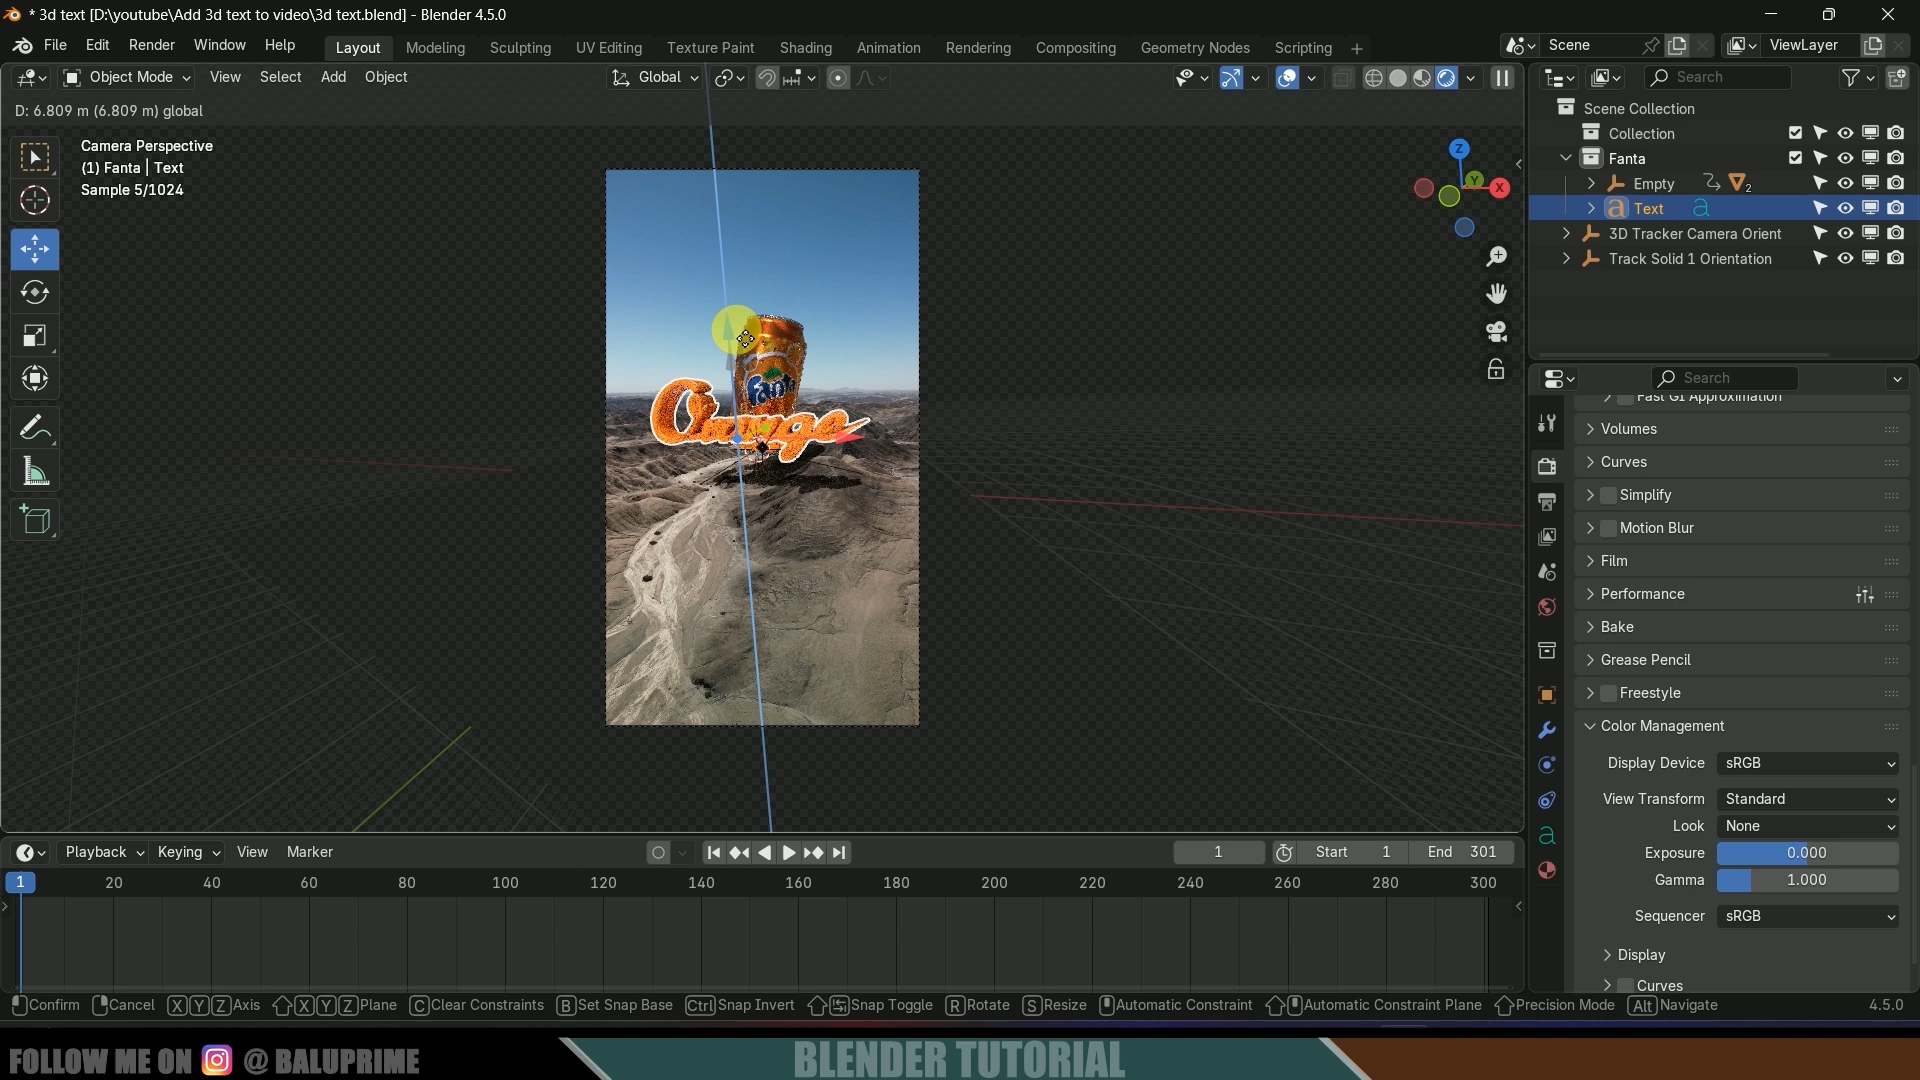 * 3d text [D:\youtube\Add 3d text to video\3d text.blend] - Blender 4.5.0
File Edit Render Window Help
Layout Modeling Sculpting UV Editing Texture Paint Shading Animation Rendering Compositing Geometry Nodes Scripting
Scene
ViewLayer
Object Mode View Select Add Object
Global
Search
D: 6.809 m (6.809 m) global
Camera Perspective
(1) Fanta | Text
Sample 5/1024
Z
Y
X
Scene Collection
Collection
Fanta
Empty
2
Text
3D Tracker Camera Orient
Track Solid 1 Orientation
Fanta
Orange
Search
Fast GI Approximation
Volumes
Curves
Simplify
Motion Blur
Film
Performance
Bake
Grease Pencil
Freestyle
Color Management
Display Device sRGB
View Transform Standard
Look None
Exposure 0.000
Gamma 1.000
Sequencer sRGB
Display
Curves
Playback Keying View Marker
1
Start 1
End 301
1 20 40 60 80 100 120 140 160 180 200 220 240 260 280 300
Confirm Cancel X Y Z Axis X Y Z Plane C Clear Constraints B Set Snap Base Ctrl Snap Invert Snap Toggle R Rotate S Resize Automatic Constraint Automatic Constraint Plane Precision Mode Alt Navigate
4.5.0
FOLLOW ME ON @ BALUPRIME
BLENDER TUTORIAL